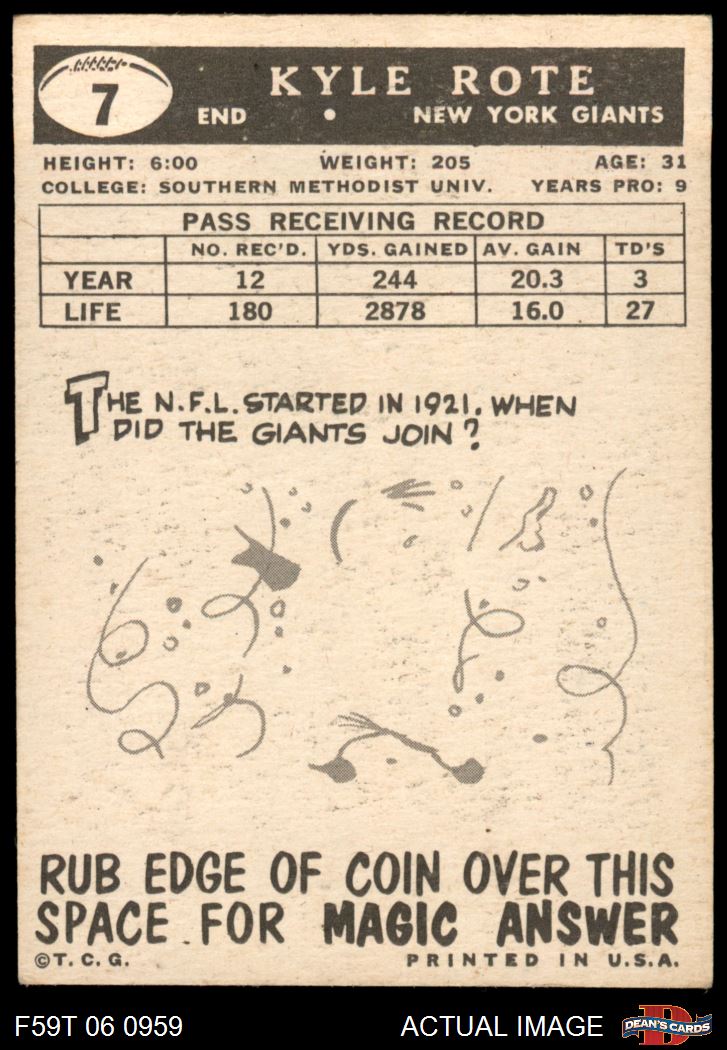 7
KYLE ROTE
END • NEW YORK GIANTS
HEIGHT: 6:00 WEIGHT: 205 AGE: 31
COLLEGE: SOUTHERN METHODIST UNIV. YEARS PRO: 9
PASS RECEIVING RECORD
NO. REC'D. YDS. GAINED AV. GAIN TD'S
YEAR 12 244 20.3 3
LIFE 180 2878 16.0 27
THE N.F.L. STARTED IN 1921. WHEN
DID THE GIANTS JOIN?
RUB EDGE OF COIN OVER THIS
SPACE FOR MAGIC ANSWER
©T.C.G. PRINTED IN U.S.A.
F59T 06 0959 ACTUAL IMAGE D DEAN'S CARDS